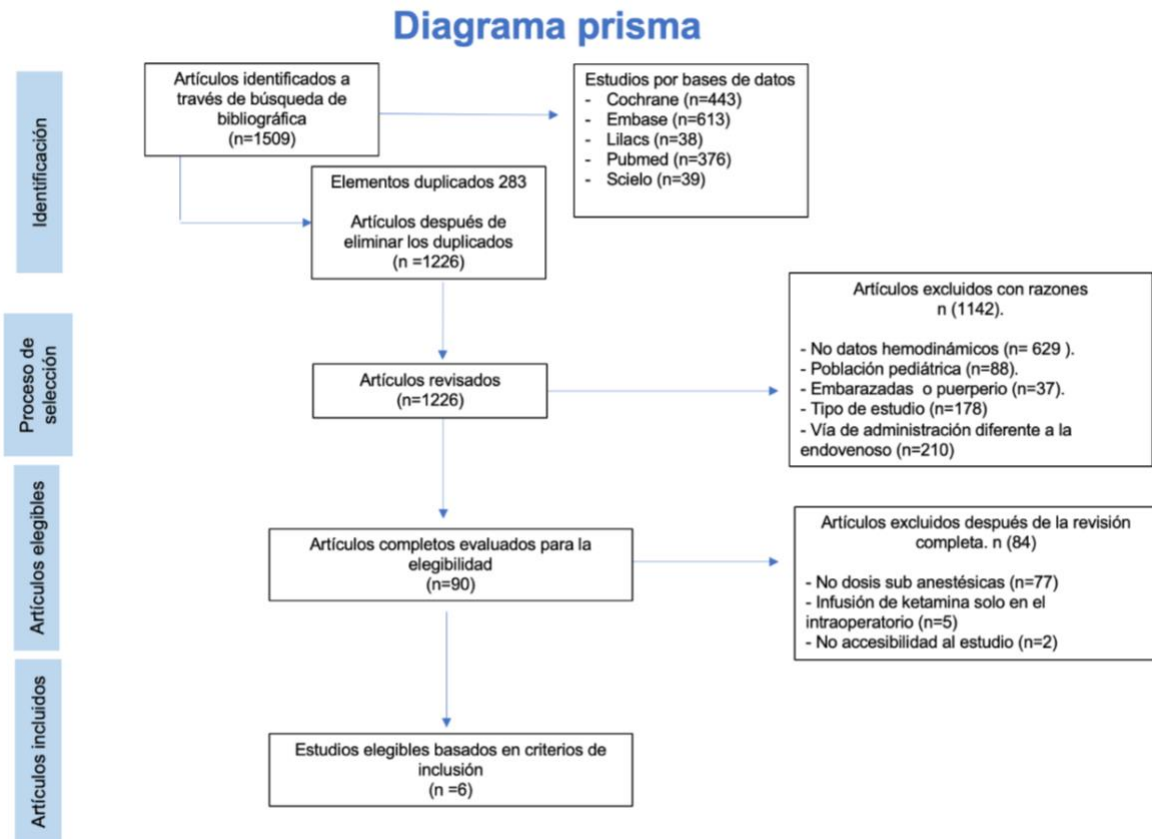 Diagrama prisma
Identificación
Artículos identificados a
través de búsqueda de
bibliográfica
(n=1509)
Estudios por bases de datos
- Cochrane (n=443)
- Embase (n=613)
- Lilacs (n=38)
- Pubmed (n=376)
- Scielo (n=39)
Elementos duplicados 283
Artículos después de
eliminar los duplicados
(n =1226)
Proceso de
selección
Artículos revisados
(n=1226)
Artículos excluidos con razones
n (1142).
- No datos hemodinámicos (n= 629 ).
- Población pediátrica (n=88).
- Embarazadas o puerperio (n=37).
- Tipo de estudio (n=178)
- Vía de administración diferente a la
endovenoso (n=210)
Artículos elegibles
Artículos completos evaluados para la
elegibilidad
(n=90)
Artículos excluidos después de la revisión
completa. n (84)
- No dosis sub anestésicas (n=77)
- Infusión de ketamina solo en el
intraoperatorio (n=5)
- No accesibilidad al estudio (n=2)
Artículos incluidos
Estudios elegibles basados en criterios de
inclusión
(n =6)